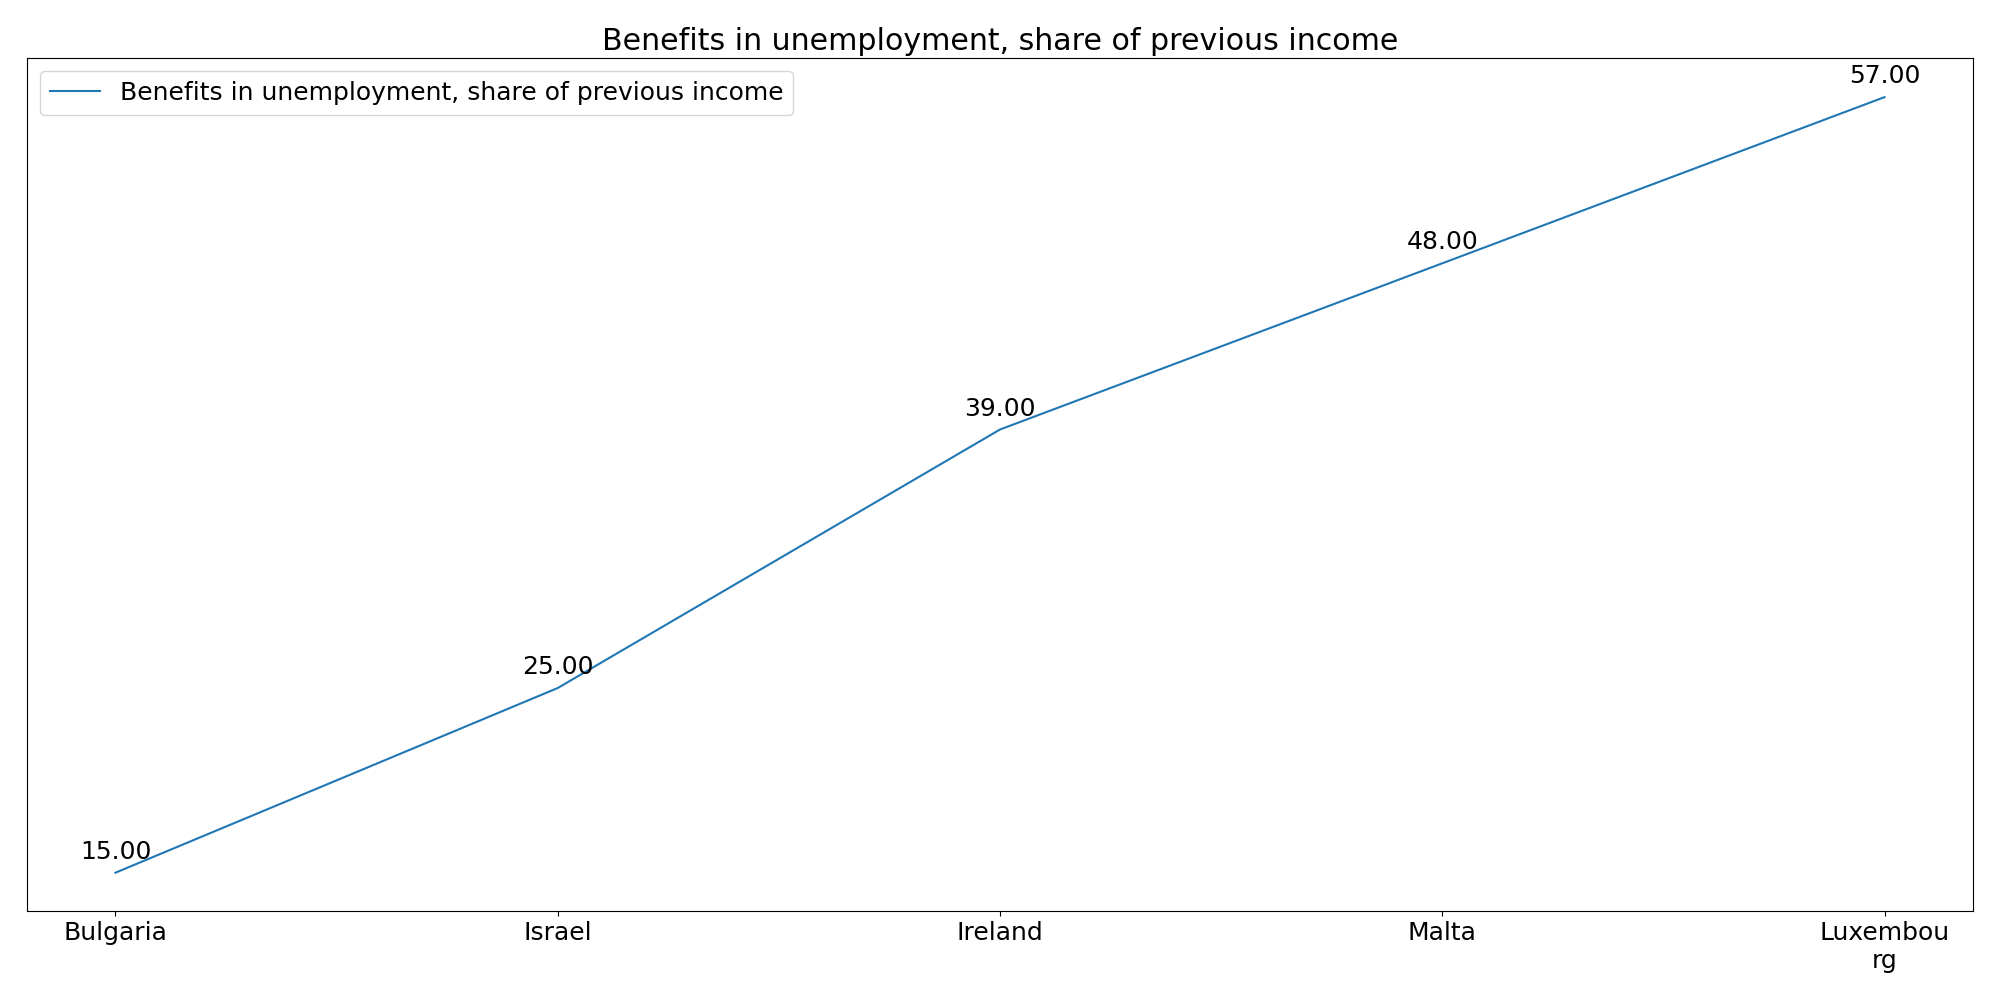 Benefits in unemployment, share of previous income
Benefits in unemployment, share of previous income
57.00
48.00
39.00
25.00
15.00
Bulgaria
Israel
Ireland
Malta
Luxembou
rg